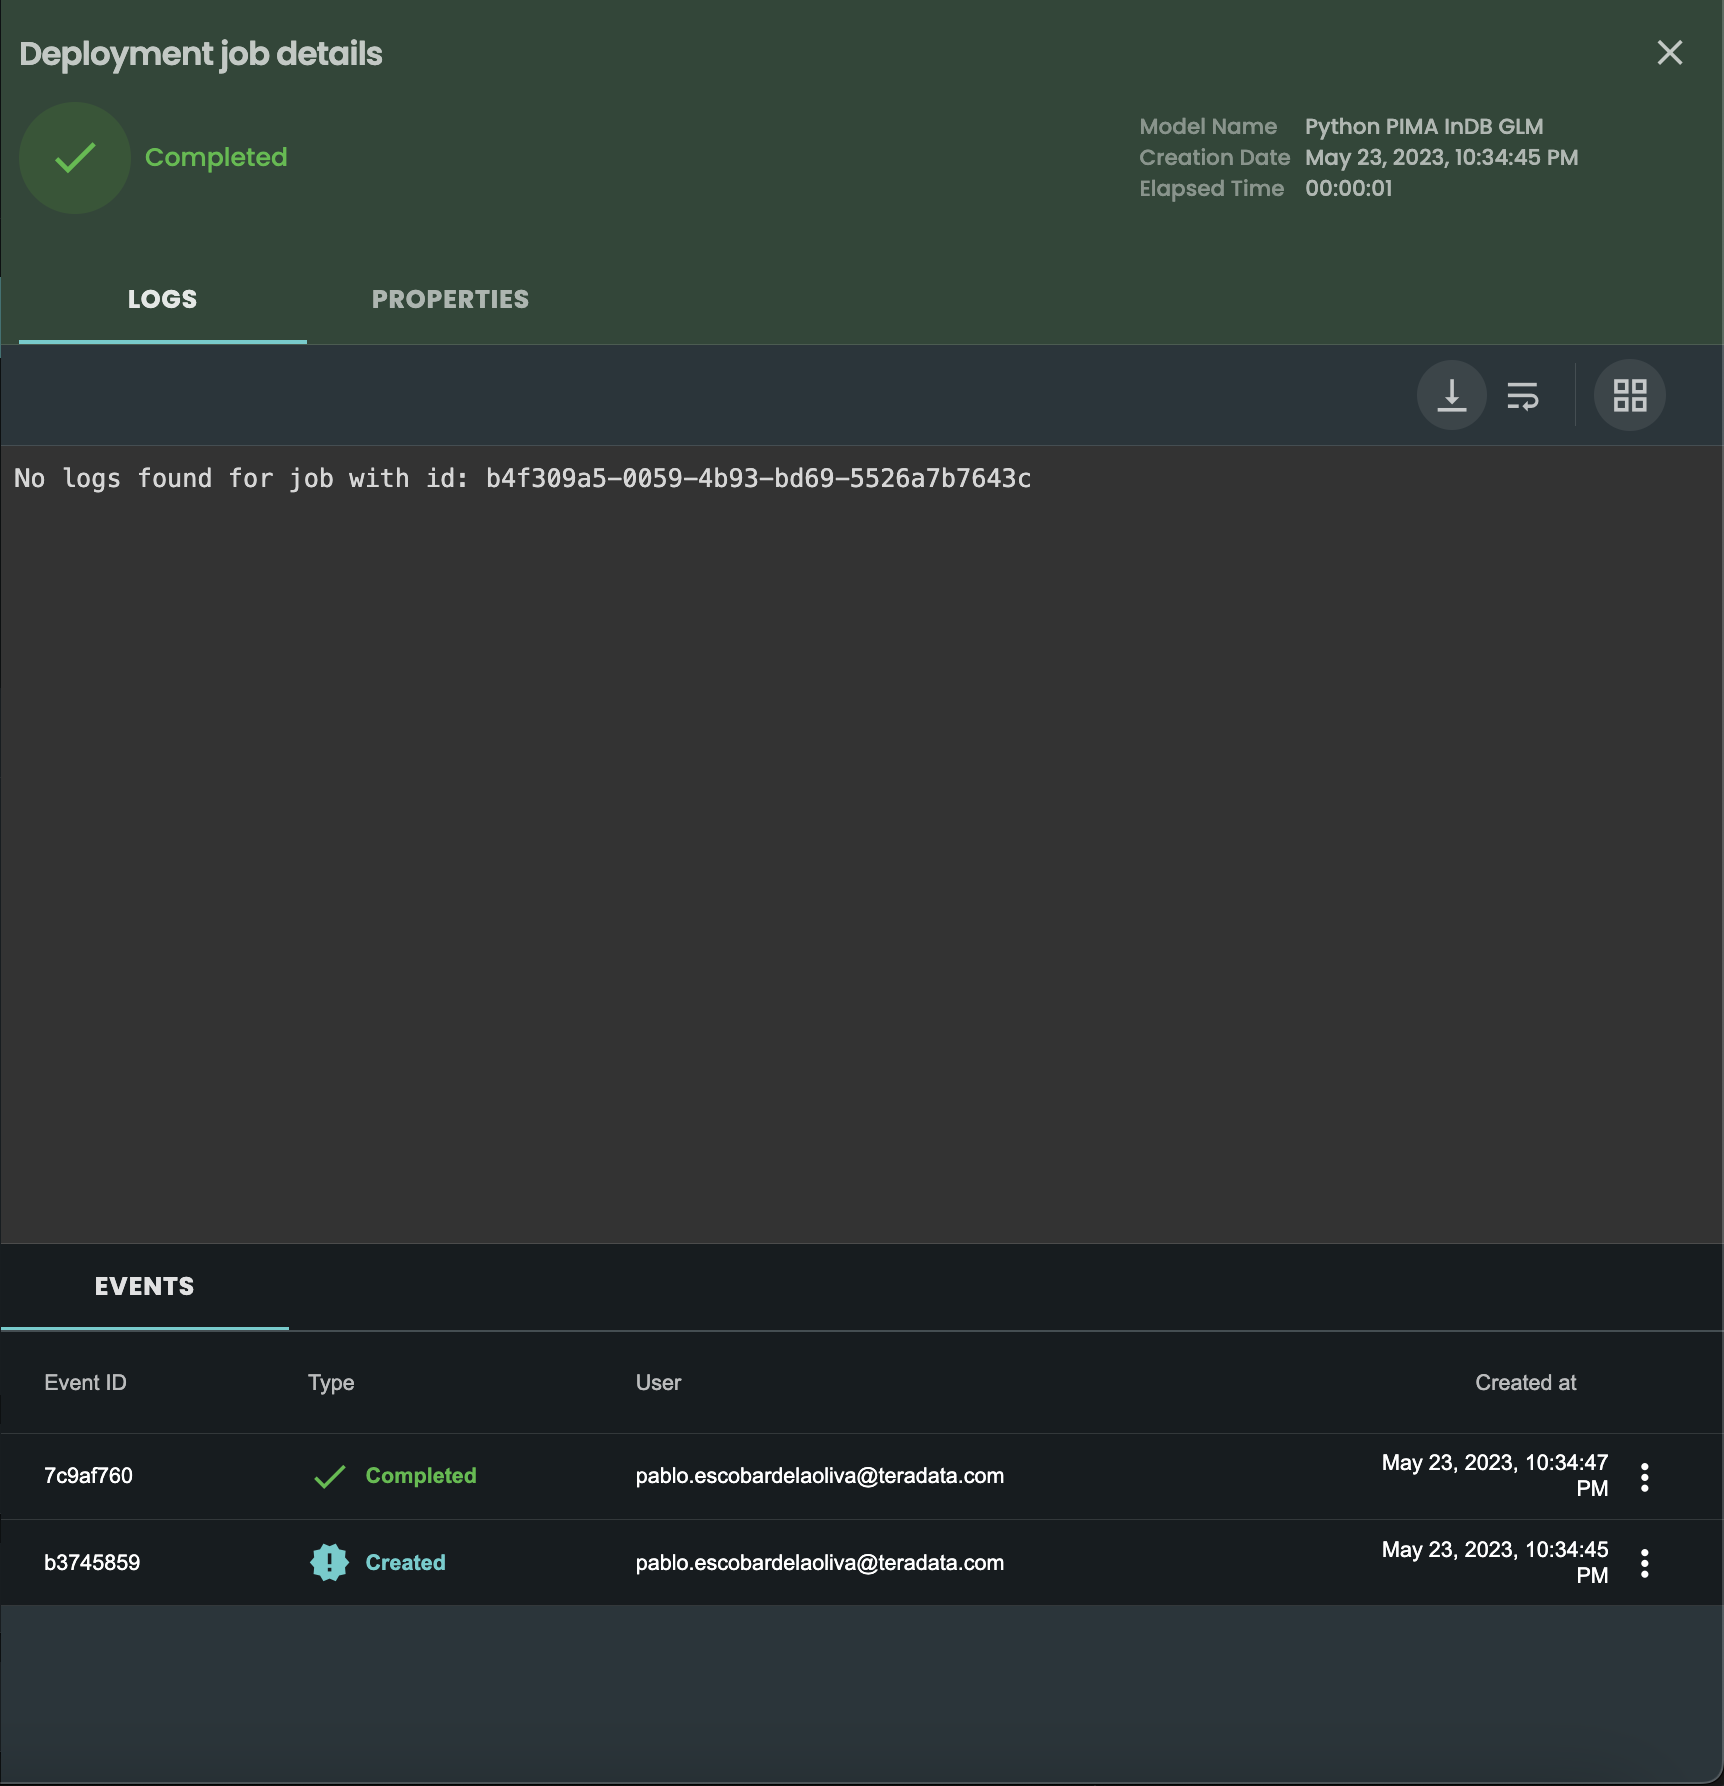 Deployment job details
Completed
Model Name Python PIMA InDB GLM
Creation Date May 23, 2023, 10:34:45 PM
Elapsed Time 00:00:01
LOGS PROPERTIES
No logs found for job with id: b4f309a5-0059-4b93-bd69-5526a7b7643c
EVENTS
Event ID Type User Created at
7c9af760 Completed pablo.escobardelaoliva@teradata.com May 23, 2023, 10:34:47
PM
b3745859 Created pablo.escobardelaoliva@teradata.com May 23, 2023, 10:34:45
PM